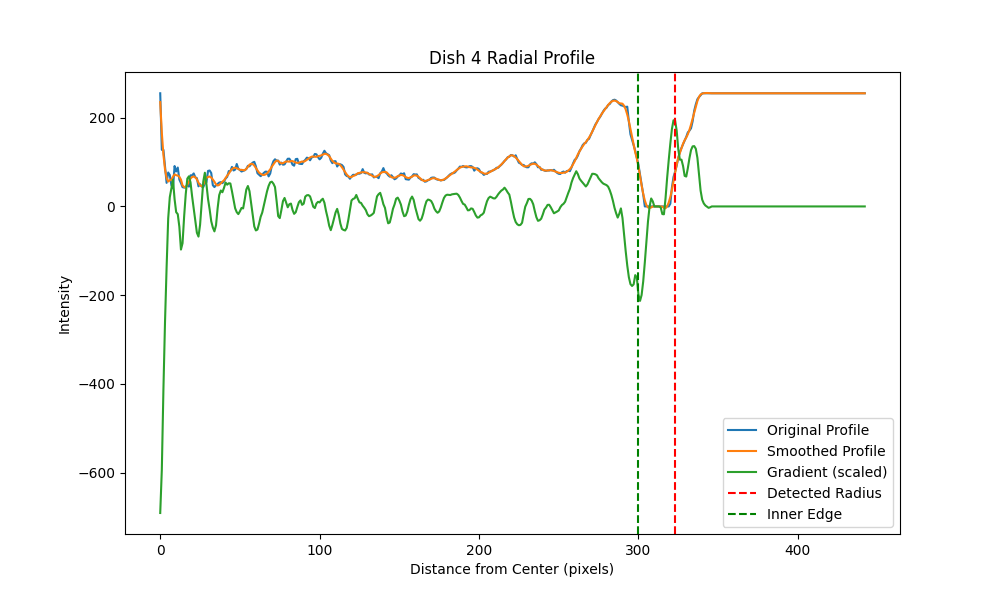 Dish 4 Radial Profile
Intensity
200
0
−200
−400
−600
0 100 200 300 400
Distance from Center (pixels)
Original Profile
Smoothed Profile
Gradient (scaled)
Detected Radius
Inner Edge